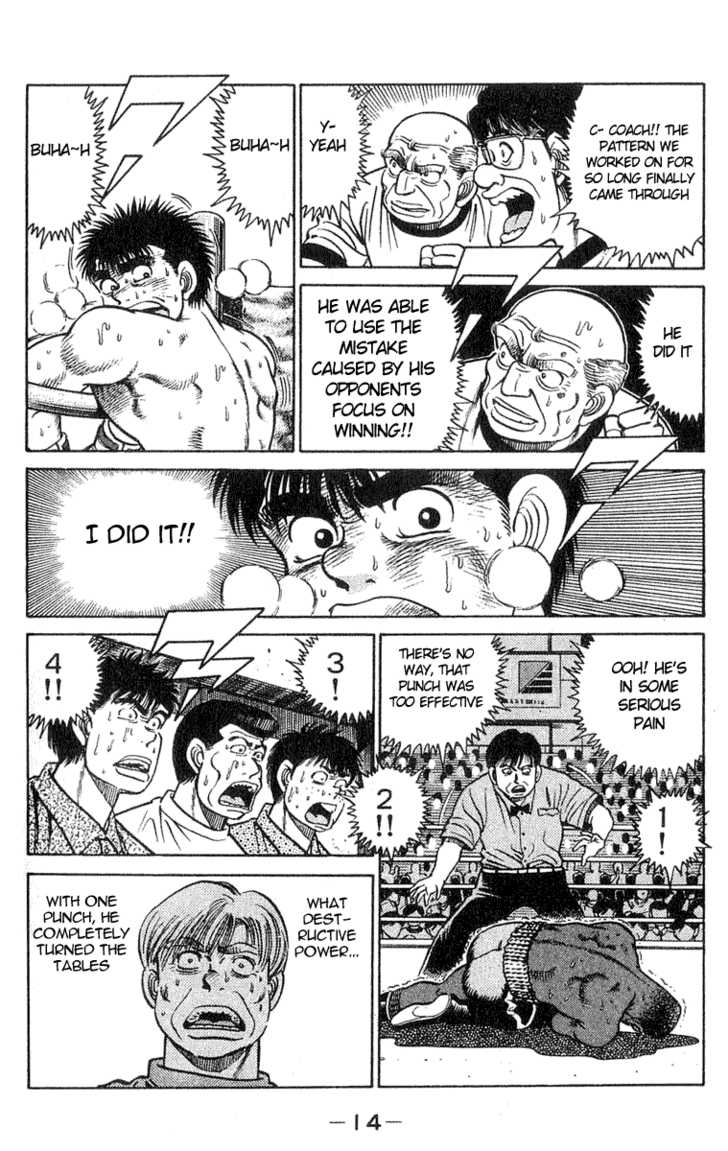 C- COACH!! THE
PATTERN WE
WORKED ON FOR
SO LONG FINALLY
CAME THROUGH
Y-
YEAH
BUHA~H
BUHA~H
HE
DID IT
HE WAS ABLE
TO USE THE
MISTAKE
CAUSED BY HIS
OPPONENTS
FOCUS ON
WINNING!!
I DID IT!!
OOH! HE'S
IN SOME
SERIOUS
PAIN
THERE'S NO
WAY, THAT
PUNCH WAS
TOO EFFECTIVE
1
!
2
!!
3
!
4
!!
WHAT
DEST-
RUCTIVE
POWER...
WITH ONE
PUNCH, HE
COMPLETELY
TURNED THE
TABLES
—14—